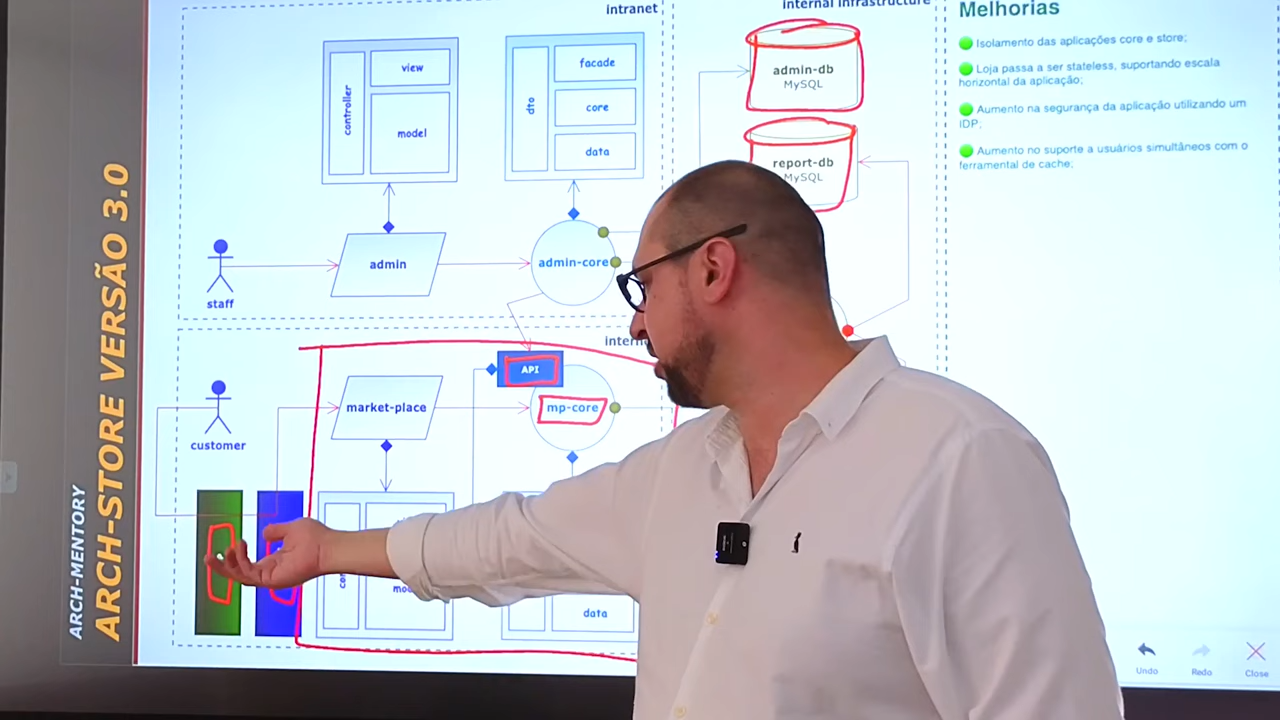 ARCH-MENTORY
ARCH-STORE VERSÃO 3.0
intranet
controller
view
model
dto
facade
core
data
staff
admin
admin-core
internal infrastructure
admin-db
MySQL
report-db
MySQL
customer
market-place
API
mp-core
data
Melhorias
Isolamento das aplicações core e store;
Loja passa a ser stateless, suportando escala
horizontal da aplicação;
Aumento na segurança da aplicação utilizando um
IDP;
Aumento no suporte a usuários simultâneos com o
ferramental de cache;
Undo
Redo
Close